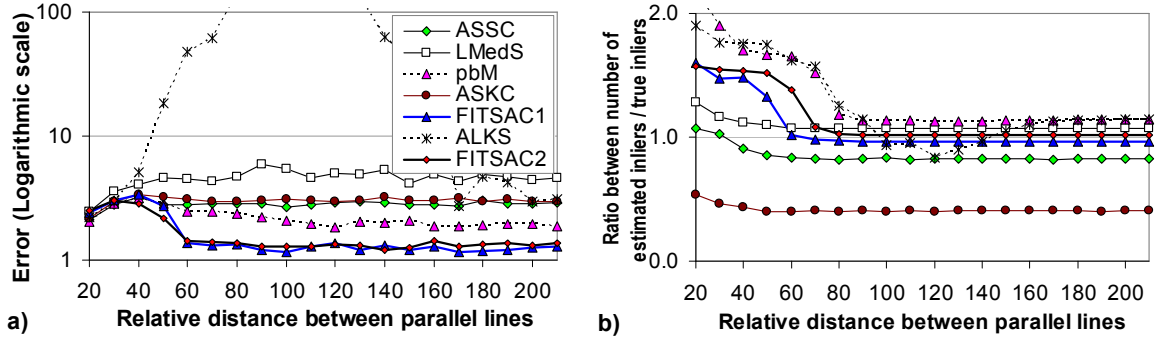 Error (Logarithmic scale)
100
10
1
ASSC
LMedS
pbM
ASKC
FITSAC1
ALKS
FITSAC2
20 40 60 80 100 120 140 160 180 200
Relative distance between parallel lines
a)
Ratio between number of
estimated inliers / true inliers
2.0
1.0
0.0
20 40 60 80 100 120 140 160 180 200
Relative distance between parallel lines
b)